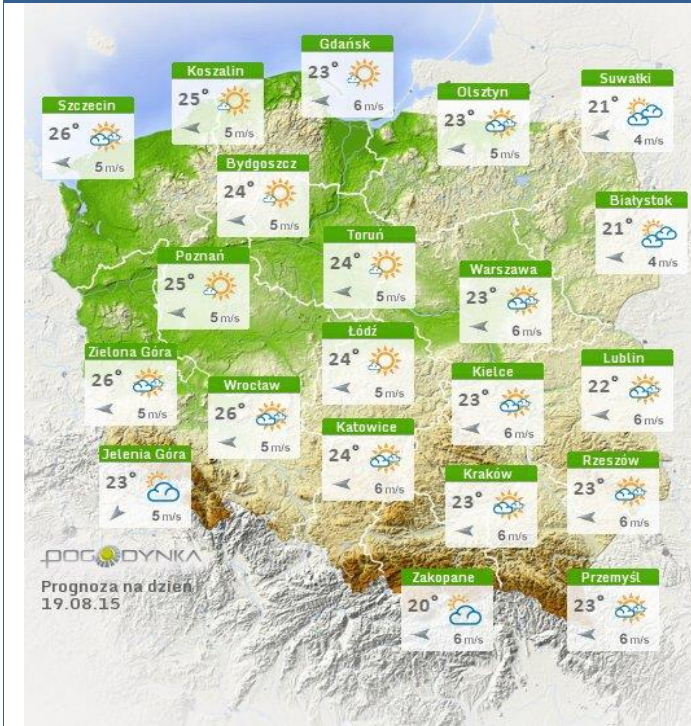 Gdańsk
23°
6 m/s
Koszalin
25°
5 m/s
Szczecin
26°
5 m/s
Olsztyn
23°
5 m/s
Suwałki
21°
4 m/s
Bydgoszcz
24°
5 m/s
Białystok
21°
4 m/s
Toruń
24°
5 m/s
Poznań
25°
5 m/s
Warszawa
23°
6 m/s
Łódź
24°
5 m/s
Zielona Góra
26°
5 m/s
Wrocław
26°
5 m/s
Kielce
23°
6 m/s
Lublin
22°
6 m/s
Katowice
24°
6 m/s
Jelenia Góra
23°
5 m/s
Kraków
23°
6 m/s
Rzeszów
23°
6 m/s
POGODYNKA
Prognoza na dzień
19.08.15
Zakopane
20°
6 m/s
Przemyśl
23°
6 m/s